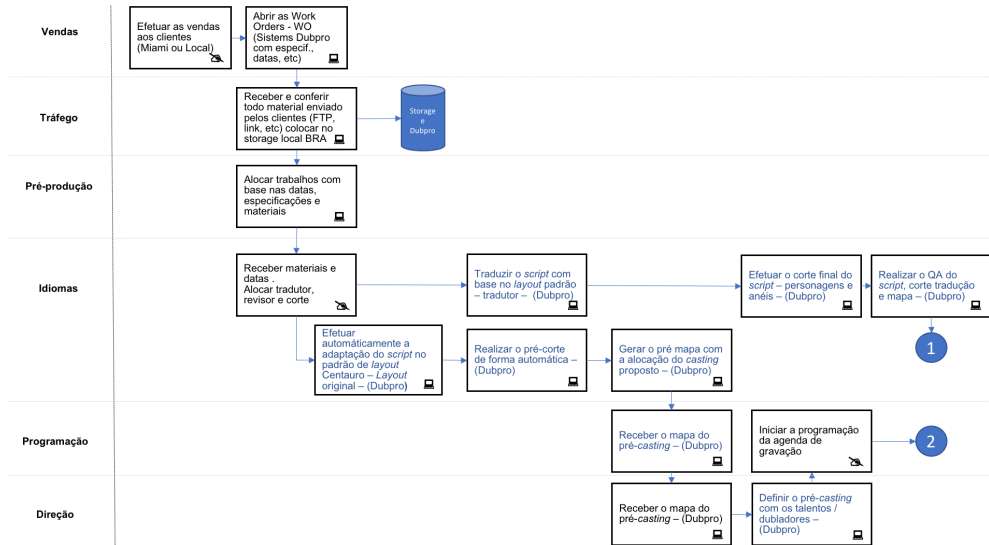 Vendas
Efetuar as vendas
aos clientes
(Miami ou Local)
Abrir as Work
Orders - WO
(Sistems Dubpro
com especif.,
datas, etc)
Tráfego
Receber e conferir
todo material enviado
pelos clientes (FTP,
link, etc) colocar no
storage local BRA
Storage
e
Dubpro
Pré-produção
Alocar trabalhos com
base nas datas,
especificações e
materiais
Idiomas
Receber materiais e
datas .
Alocar tradutor,
revisor e corte
Traduzir o script com
base no layout padrão
– tradutor – (Dubpro)
Efetuar o corte final do
script – personagens e
anéis – (Dubpro)
Realizar o QA do
script, corte tradução
e mapa – (Dubpro)
1
Efetuar
automáticamente a
adaptação do script no
padrão de layout
Centauro – Layout
original – (Dubpro)
Realizar o pré-corte
de forma automática –
(Dubpro)
Gerar o pré mapa com
a alocação do casting
proposto – (Dubpro)
Programação
Receber o mapa do
pré-casting – (Dubpro)
Iniciar a programação
da agenda de
gravação
2
Direção
Receber o mapa do
pré-casting – (Dubpro)
Definir o pré-casting
com os talentos /
dubladores –
(Dubpro)